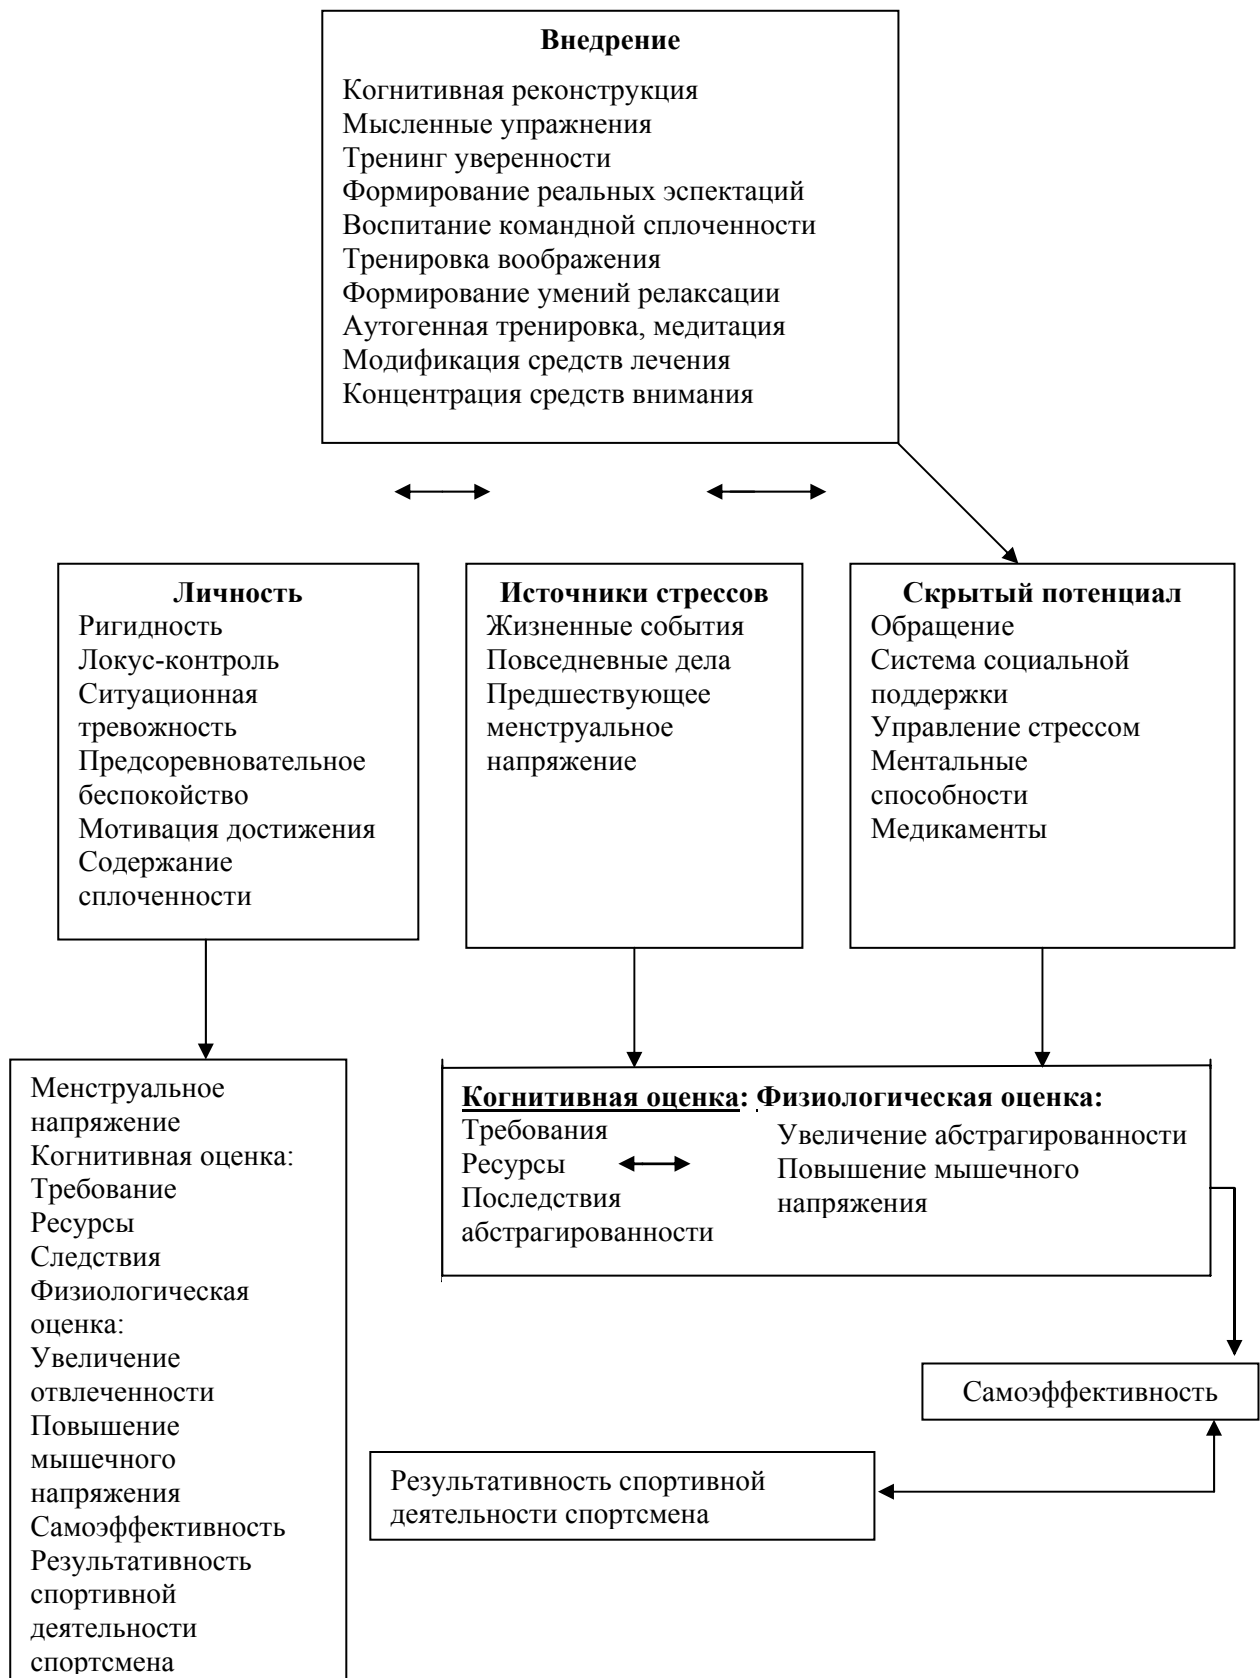 Внедрение
Когнитивная реконструкция
Мысленные упражнения
Тренинг уверенности
Формирование реальных эспектаций
Воспитание командной сплоченности
Тренировка воображения
Формирование умений релаксации
Аутогенная тренировка, медитация
Модификация средств лечения
Концентрация средств внимания
Личность
Ригидность
Локус-контроль
Ситуационная
тревожность
Предсоревновательное
беспокойство
Мотивация достижения
Содержание
сплоченности
Источники стрессов
Жизненные события
Повседневные дела
Предшествующее
менструальное
напряжение
Скрытый потенциал
Обращение
Система социальной
поддержки
Управление стрессом
Ментальные
способности
Медикаменты
Менструальное
напряжение
Когнитивная оценка:
Требование
Ресурсы
Следствия
Физиологическая
оценка:
Увеличение
отвлеченности
Повышение
мышечного
напряжения
Самоэффективность
Результативность
спортивной
деятельности
спортсмена
Когнитивная оценка: Физиологическая оценка:
Требования
Ресурсы
Последствия
абстрагированности
Увеличение абстрагированности
Повышение мышечного
напряжения
Самоэффективность
Результативность спортивной
деятельности спортсмена